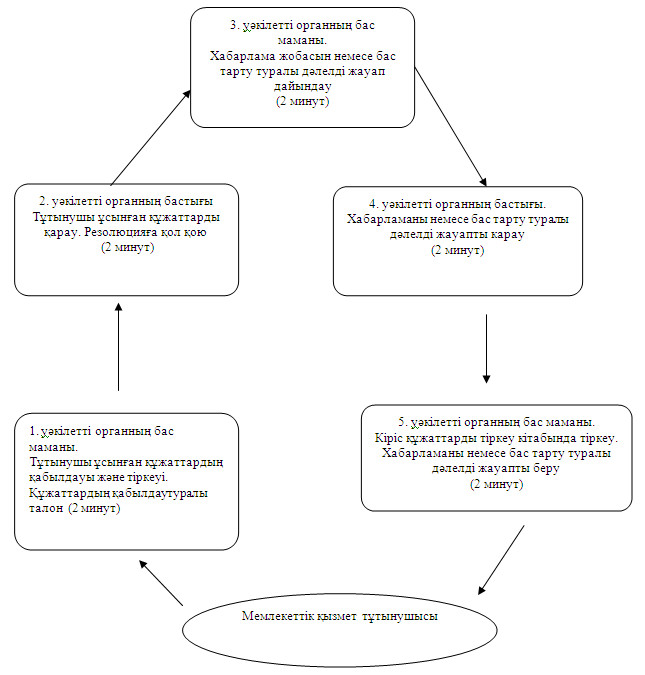 3. уәкілетті органның бас
маманы.
Хабарлама жобасын немесе бас
тарту туралы дәлелді жауап
дайындау
(2 минут)
2. уәкілетті органның бастығы
Тұтынушы ұсынған құжаттарды
қарау. Резолюцияға қол қою
(2 минут)
4. уәкілетті органның бастығы.
Хабарламаны немесе бас тарту туралы
дәлелді жауапты карау
(2 минут)
1. уәкілетті органның бас
маманы.
Тұтынушы ұсынған құжаттардың
қабылдауы және тіркеуі.
Құжаттардың қабылдаутуралы
талон (2 минут)
5. уәкілетті органның бас маманы.
Кіріс құжаттарды тіркеу кітабында тіркеу.
Хабарламаны немесе бас тарту туралы
дәлелді жауапты беру
(2 минут)
Мемлекеттік қызмет тұтынушысы